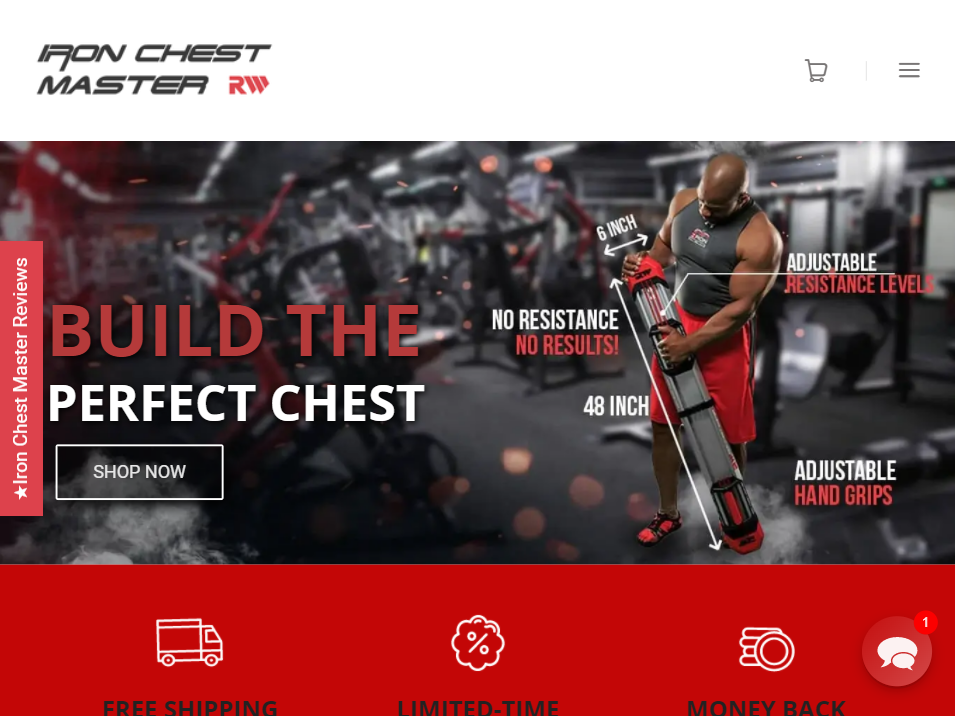 IRON CHEST
MASTER RW
★Iron Chest Master Reviews
BUILD THE
PERFECT CHEST
SHOP NOW
6 INCH
ADJUSTABLE
RESISTANCE LEVELS
NO RESISTANCE
NO RESULTS!
48 INCH
ADJUSTABLE
HAND GRIPS
1
FREE SHIPPING
LIMITED-TIME
MONEY BACK